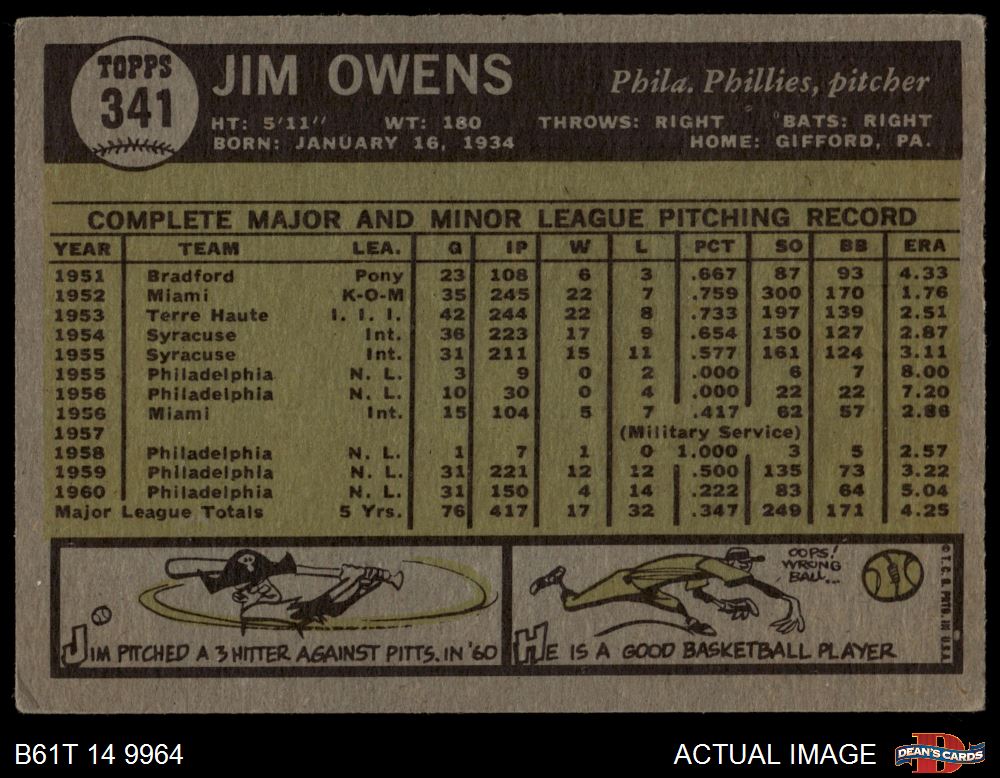 TOPPS
341
JIM OWENS
Phila. Phillies, pitcher
HT: 5'11" WT: 180 THROWS: RIGHT BATS: RIGHT
BORN: JANUARY 16, 1934 HOME: GIFFORD, PA.
COMPLETE MAJOR AND MINOR LEAGUE PITCHING RECORD
YEAR TEAM LEA. G IP W L PCT SO BB ERA
1951 Bradford Pony 23 108 6 3 .667 87 93 4.33
1952 Miami K-O-M 35 245 22 7 .759 300 170 1.76
1953 Terre Haute I. I. I. 42 244 22 8 .733 197 139 2.51
1954 Syracuse Int. 36 223 17 9 .654 150 127 2.87
1955 Syracuse Int. 31 211 15 11 .577 161 124 3.11
1955 Philadelphia N. L. 3 9 0 2 .000 6 7 8.00
1956 Philadelphia N. L. 10 30 0 4 .000 22 22 7.20
1956 Miami Int. 15 104 5 7 .417 62 57 2.86
1957 (Military Service)
1958 Philadelphia N. L. 1 7 1 0 1.000 3 5 2.57
1959 Philadelphia N. L. 31 221 12 12 .500 135 73 3.22
1960 Philadelphia N. L. 31 150 4 14 .222 83 64 5.04
Major League Totals 5 Yrs. 76 417 17 32 .347 249 171 4.25
JIM PITCHED A 3 HITTER AGAINST PITTS. IN '60
OOPS!
WRONG
BALL...
HE IS A GOOD BASKETBALL PLAYER
© T.C.G. PRTD. IN U.S.A.
B61T 14 9964
ACTUAL IMAGE
DEAN'S CARDS